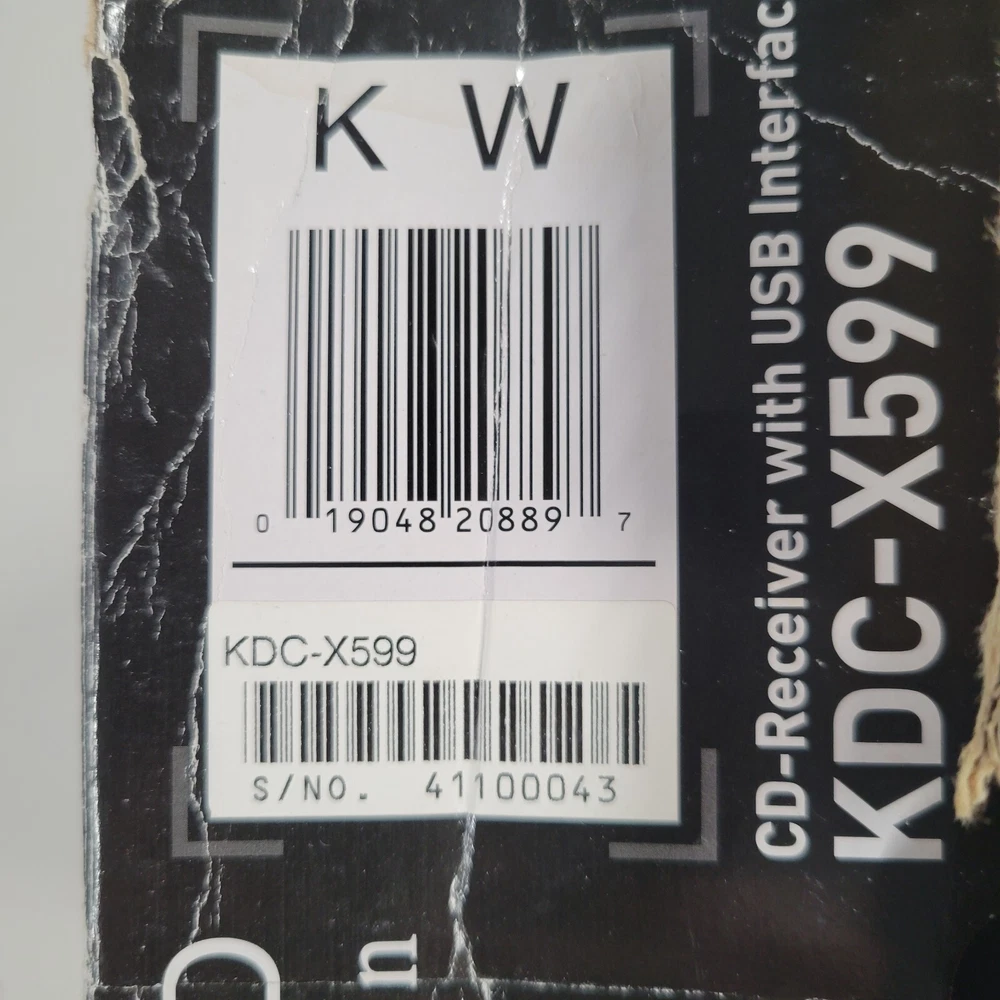 K W
0 19048 20889 7
KDC-X599
S/NO. 41100043
CD-Receiver with USB Interfac
KDC-X599
n